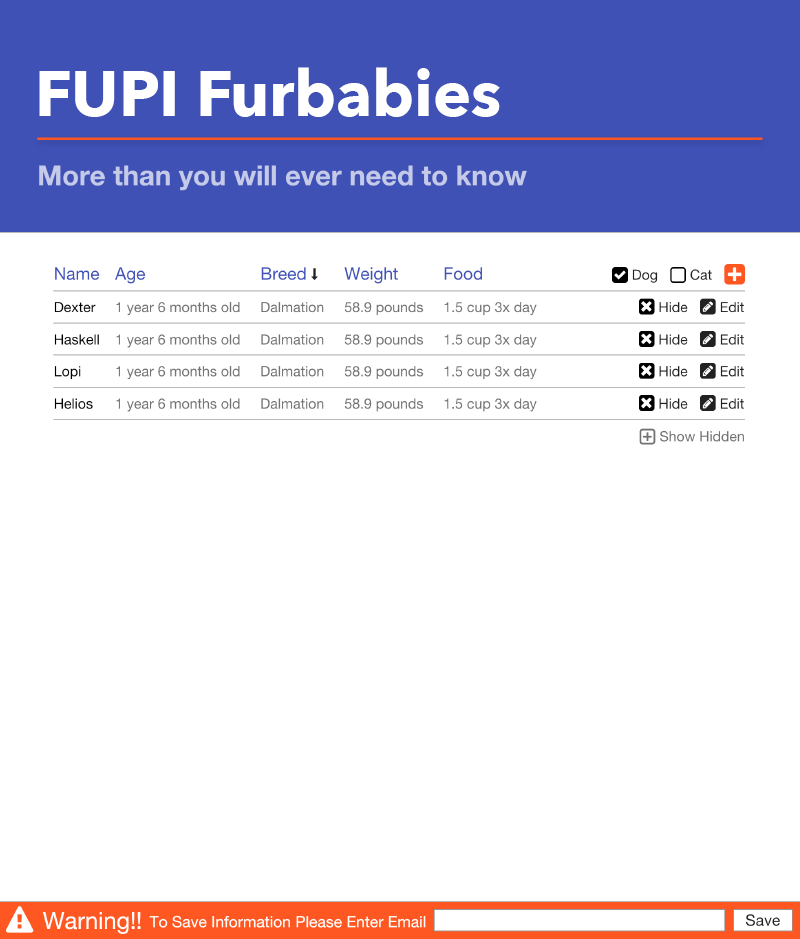 FUPI Furbabies
More than you will ever need to know
Name Age Breed Weight Food Dog Cat
Dexter 1 year 6 months old Dalmation 58.9 pounds 1.5 cup 3x day Hide Edit
Haskell 1 year 6 months old Dalmation 58.9 pounds 1.5 cup 3x day Hide Edit
Lopi 1 year 6 months old Dalmation 58.9 pounds 1.5 cup 3x day Hide Edit
Helios 1 year 6 months old Dalmation 58.9 pounds 1.5 cup 3x day Hide Edit
Show Hidden
Warning!! To Save Information Please Enter Email Save